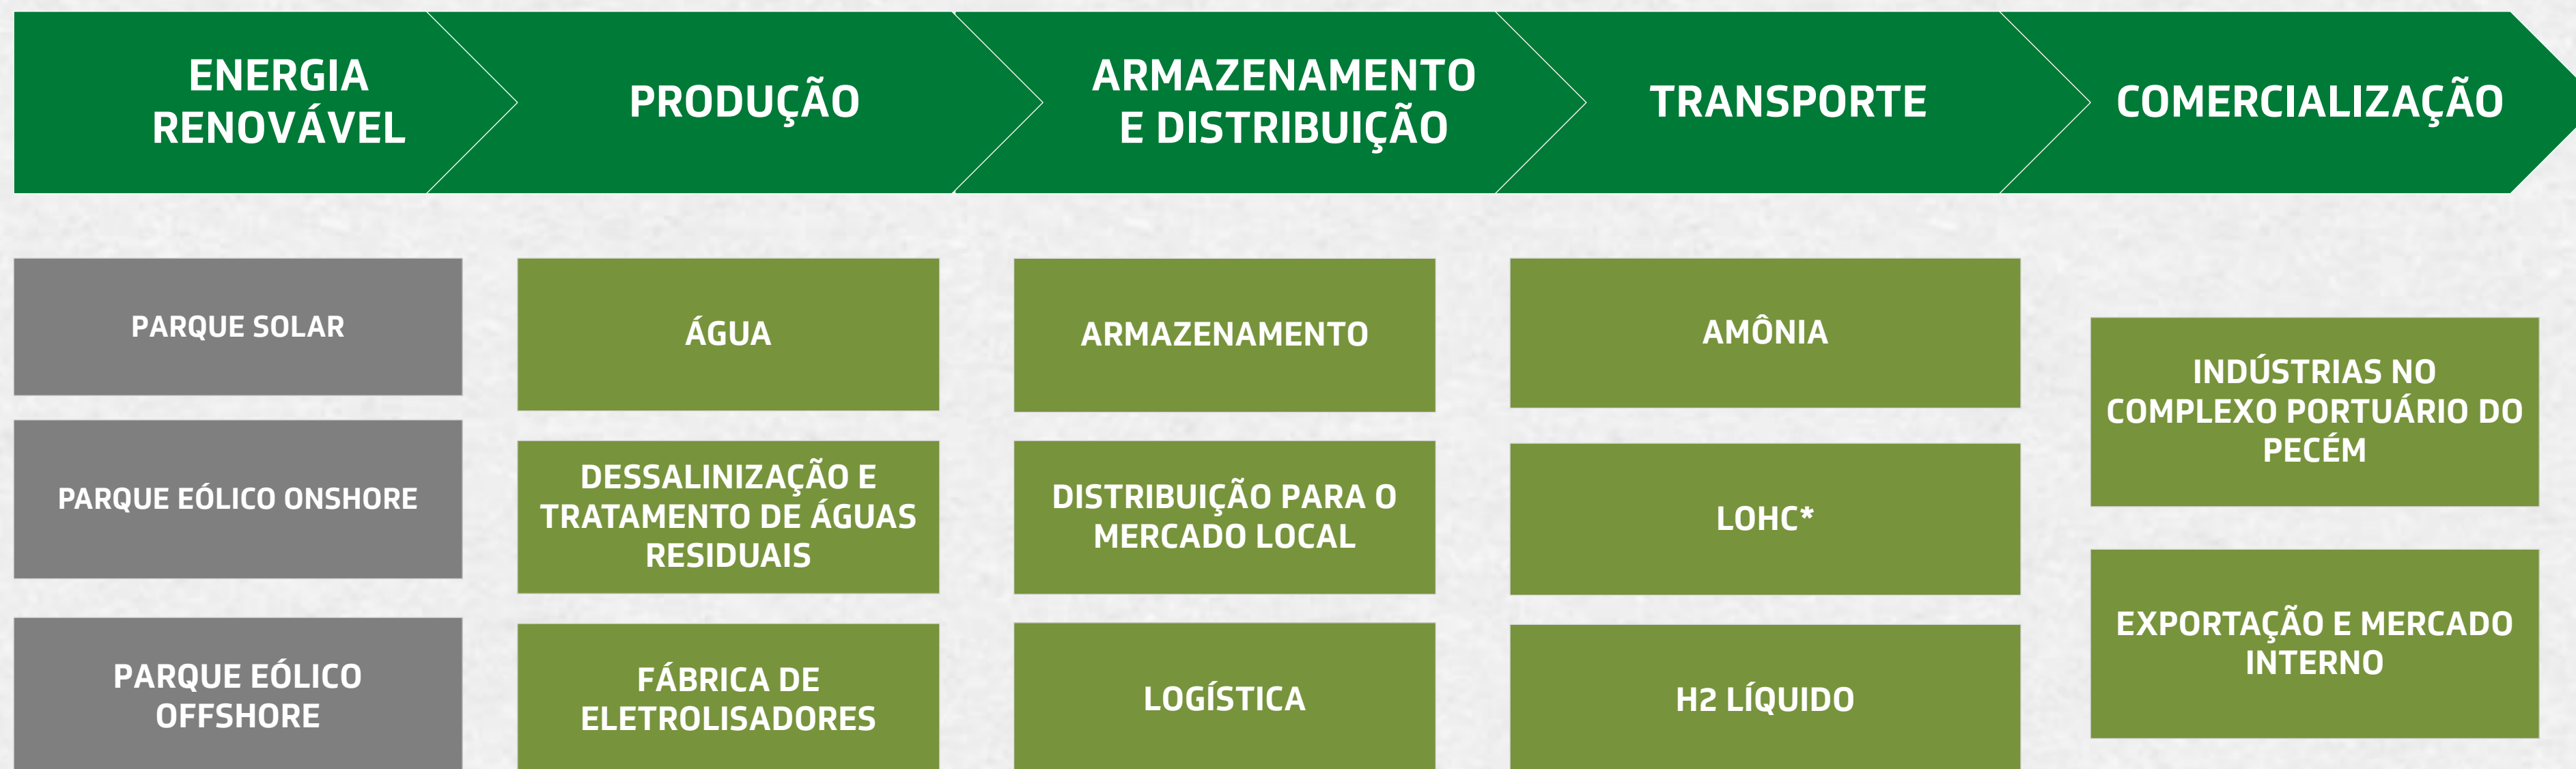 ENERGIA
RENOVÁVEL
PRODUÇÃO
ARMAZENAMENTO
E DISTRIBUIÇÃO
TRANSPORTE
COMERCIALIZAÇÃO
PARQUE SOLAR
PARQUE EÓLICO ONSHORE
PARQUE EÓLICO
OFFSHORE
ÁGUA
DESSALINIZAÇÃO E
TRATAMENTO DE ÁGUAS
RESIDUAIS
FÁBRICA DE
ELETROLISADORES
ARMAZENAMENTO
DISTRIBUIÇÃO PARA O
MERCADO LOCAL
LOGÍSTICA
AMÔNIA
LOHC*
H2 LÍQUIDO
INDÚSTRIAS NO
COMPLEXO PORTUÁRIO DO
PECÉM
EXPORTAÇÃO E MERCADO
INTERNO